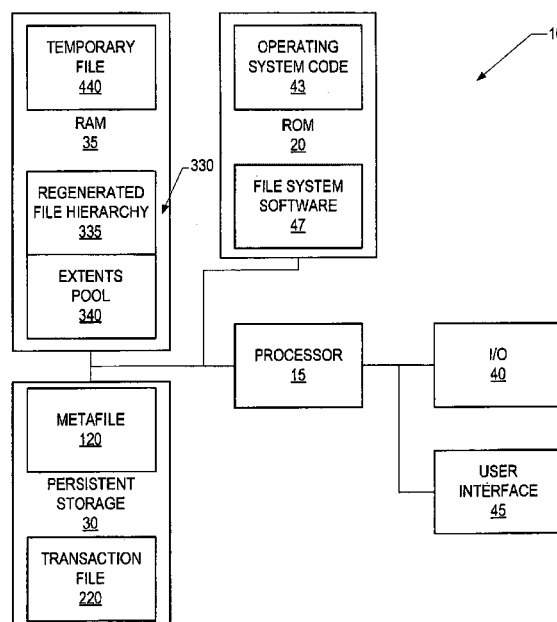 TEMPORARY
FILE
440
RAM
35
330
REGENERATED
FILE HIERARCHY
335
EXTENTS
POOL
340
OPERATING
SYSTEM CODE
43
ROM
20
FILE SYSTEM
SOFTWARE
47
PROCESSOR
15
I/O
40
METAFILE
120
PERSISTENT
STORAGE
30
TRANSACTION
FILE
220
USER
INTERFACE
45